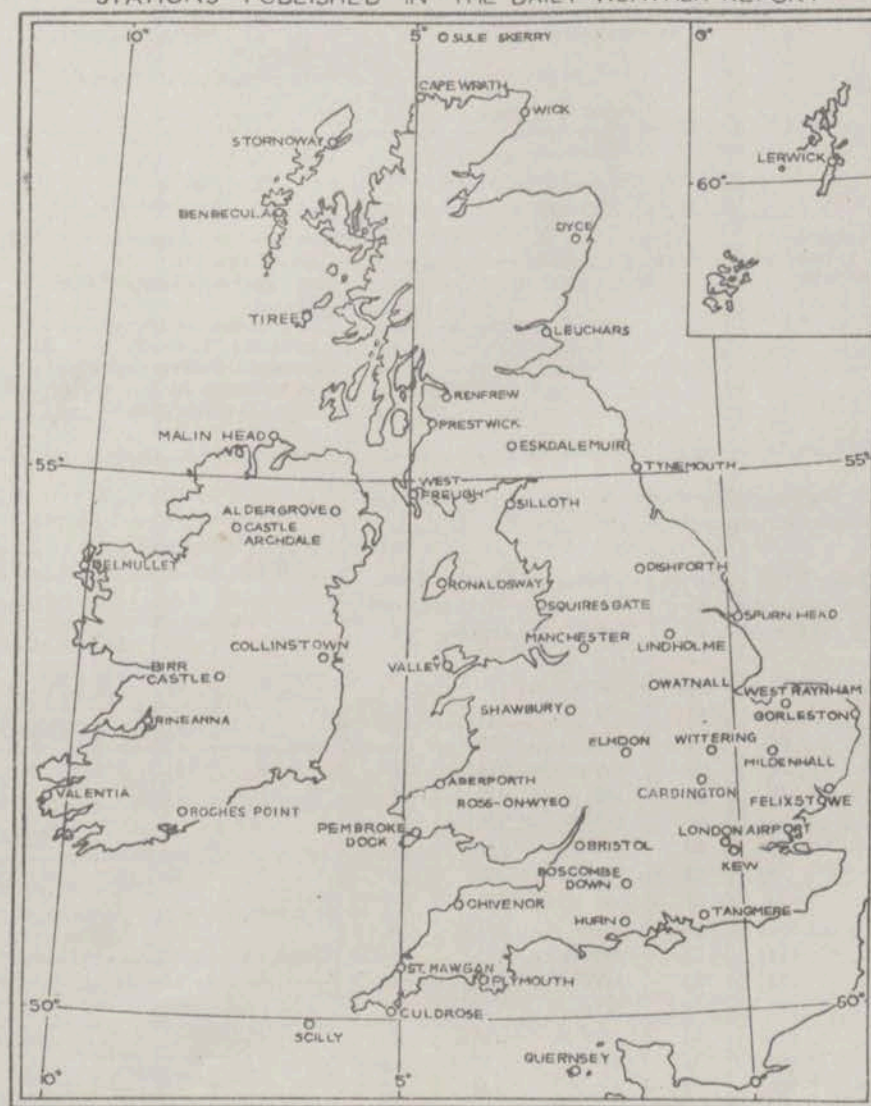 STATIONS PUBLISHED IN THE DAILY WEATHER REPORT
10°
5°
0°
SULE SKERRY
CAPE WRATH
WICK
STORNOWAY
LERWICK
60°
BENBECULA
DYCE
TIREE
LEUCHARS
RENFREW
PRESTWICK
MALIN HEAD
ESKDALEMUIR
55°
TYNEMOUTH
55°
WEST
FREUGH
SILLOTH
ALDERGROVE
CASTLE
ARCHDALE
BELMULLET
DISHFORTH
RONALDSWAY
SQUIRES GATE
SPURN HEAD
MANCHESTER
LINDHOLME
COLLINSTOWN
VALLEY
BIRR
CASTLE
WATNALL
WEST RAYNHAM
SHAWBURY
GORLESTON
RINEANNA
ELMDON
WITTERING
MILDENHALL
VALENTIA
ABERPORTH
CARDINGTON
FELIXSTOWE
ROSS-ON-WYE
ROCHES POINT
PEMBROKE
DOCK
BRISTOL
LONDON AIRPORT
KEW
BOSCOMBE
DOWN
CHIVENOR
HURN
TANGMERE
ST. MAWGAN
PLYMOUTH
50°
CULDROSE
50°
SCILLY
GUERNSEY
10°
5°
0°